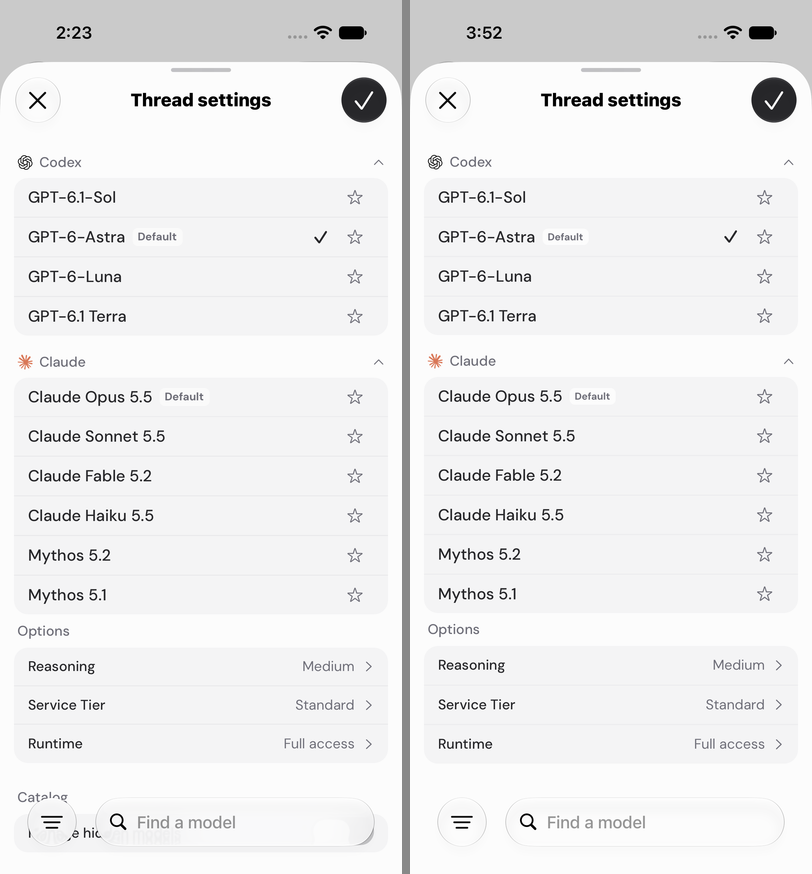 2:23
Thread settings
Codex
GPT-6.1-Sol
GPT-6-Astra Default
GPT-6-Luna
GPT-6.1 Terra
Claude
Claude Opus 5.5 Default
Claude Sonnet 5.5
Claude Fable 5.2
Claude Haiku 5.5
Mythos 5.2
Mythos 5.1
Options
Reasoning Medium
Service Tier Standard
Runtime Full access
Catalog
Find a model
3:52
Thread settings
Codex
GPT-6.1-Sol
GPT-6-Astra Default
GPT-6-Luna
GPT-6.1 Terra
Claude
Claude Opus 5.5 Default
Claude Sonnet 5.5
Claude Fable 5.2
Claude Haiku 5.5
Mythos 5.2
Mythos 5.1
Options
Reasoning Medium
Service Tier Standard
Runtime Full access
Find a model